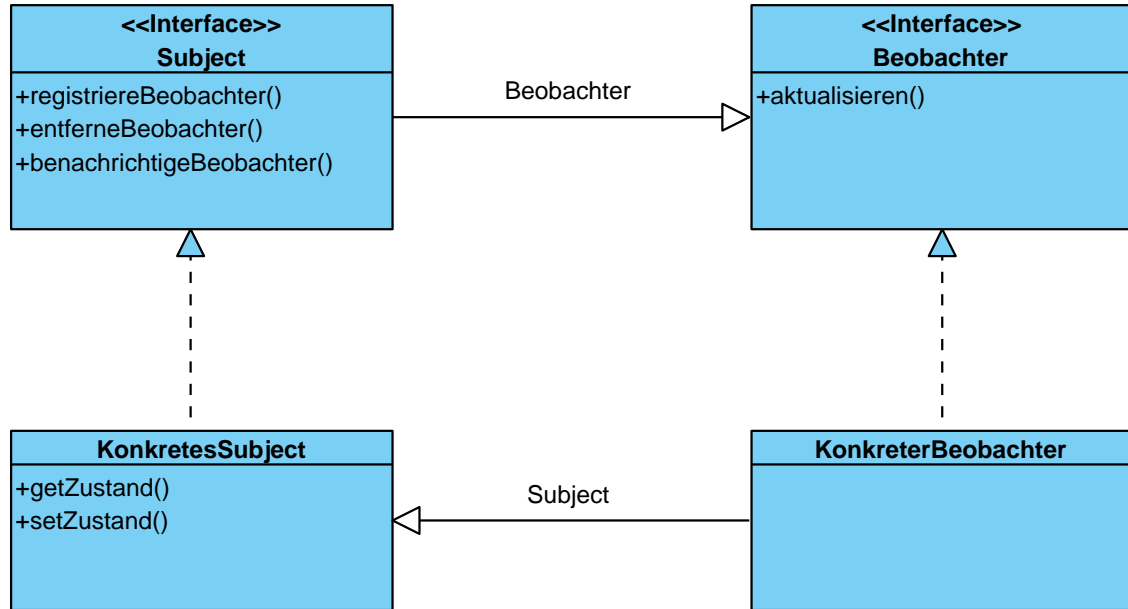 <<Interface>>
Subject
+registriereBeobachter()
+entferneBeobachter()
+benachrichtigeBeobachter()
Beobachter
<<Interface>>
Beobachter
+aktualisieren()
KonkretesSubject
+getZustand()
+setZustand()
Subject
KonkreterBeobachter